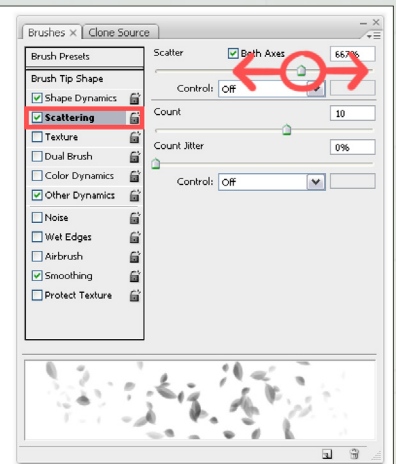 Brushes × Clone Source
Brush Presets
Brush Tip Shape
Shape Dynamics
Scattering
Texture
Dual Brush
Color Dynamics
Other Dynamics
Noise
Wet Edges
Airbrush
Smoothing
Protect Texture
Scatter Both Axes 667%
Control: Off
Count 10
Count Jitter 0%
Control: Off